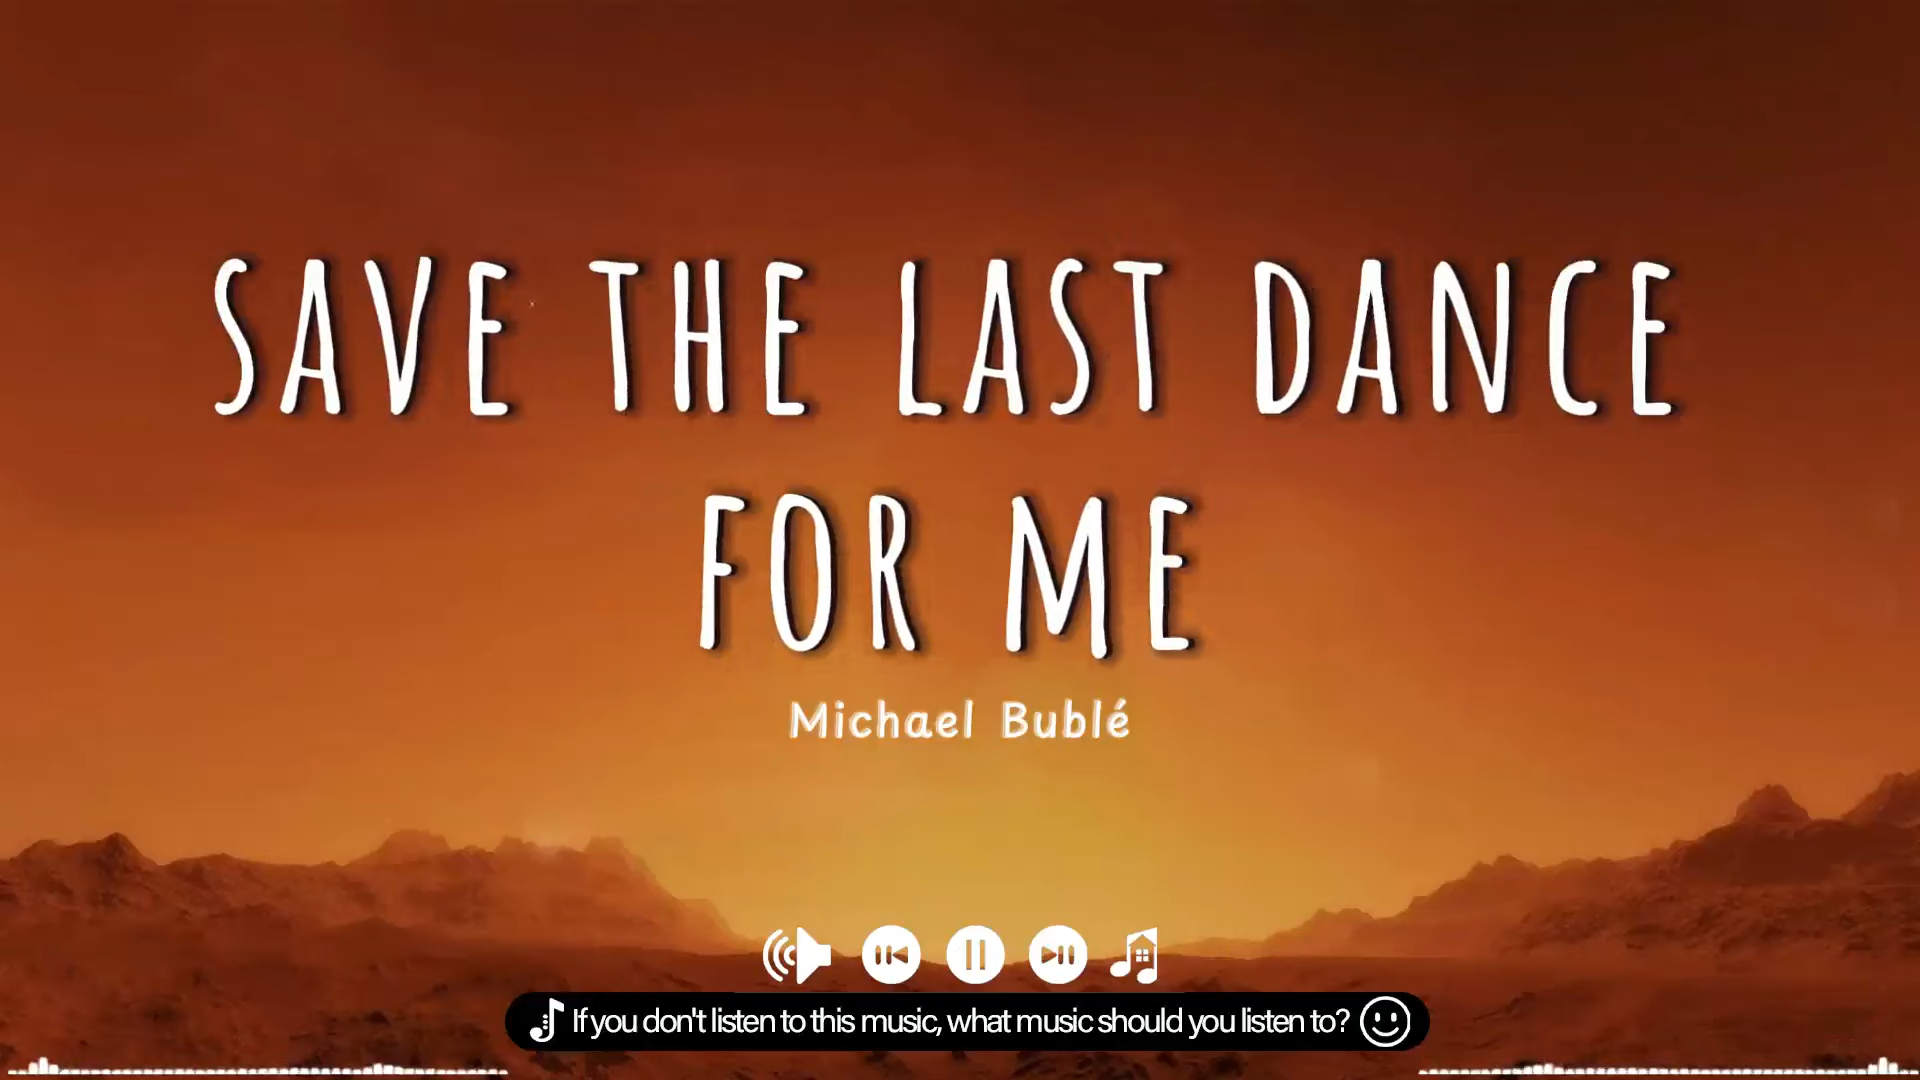 SAVE THE LAST DANCE
FOR ME
Michael Bublé
If you don't listen to this music, what music should you listen to?